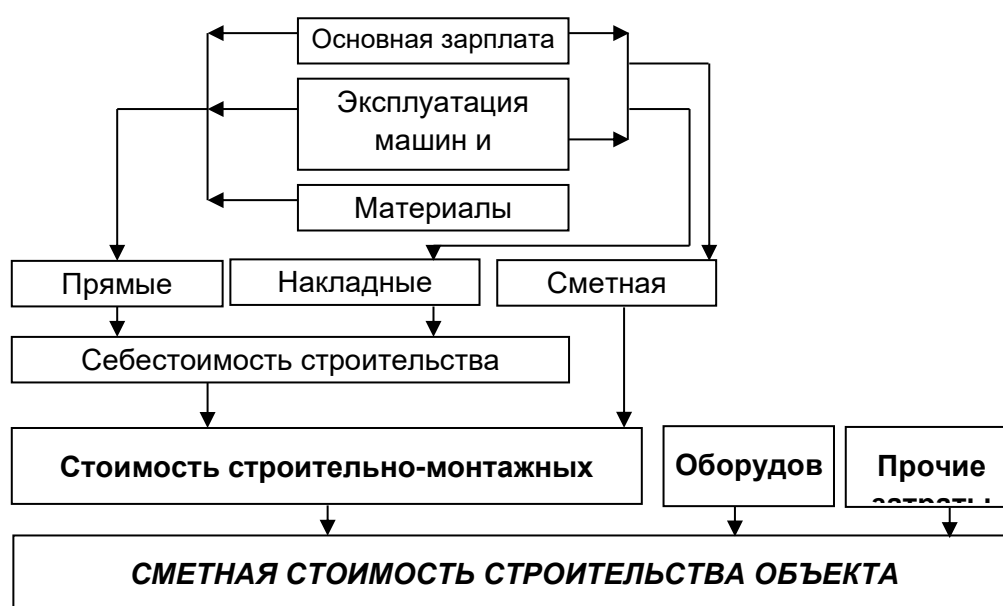 Основная зарплата
Эксплуатация
машин и
Материалы
Прямые
Накладные
Сметная
Себестоимость строительства
Стоимость строительно-монтажных
Оборудов
Прочие
затраты
СМЕТНАЯ СТОИМОСТЬ СТРОИТЕЛЬСТВА ОБЪЕКТА